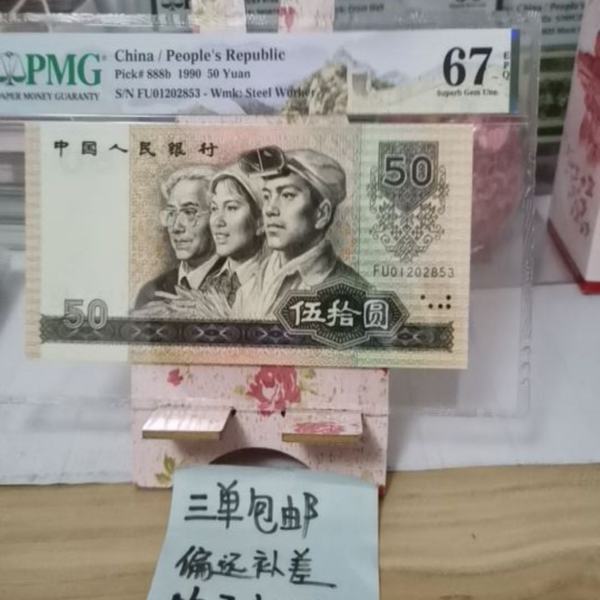 PMG
PAPER MONEY GUARANTY
China / People's Republic
Pick# 888b 1990 50 Yuan
S/N FU01202853 - Wmk: Steel Worker
67 EPQ
Superb Gem Unc
中国人民银行
50
FU01202853
50
伍拾圆
三单包邮
偏远补差